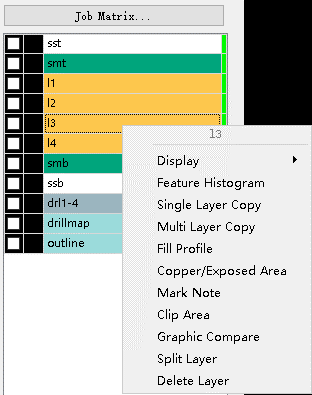 Job Matrix...
sst
smt
l1
l2
l3
l4
smb
ssb
drl1-4
drillmap
outline
l3
Display
Feature Histogram
Single Layer Copy
Multi Layer Copy
Fill Profile
Copper/Exposed Area
Mark Note
Clip Area
Graphic Compare
Split Layer
Delete Layer